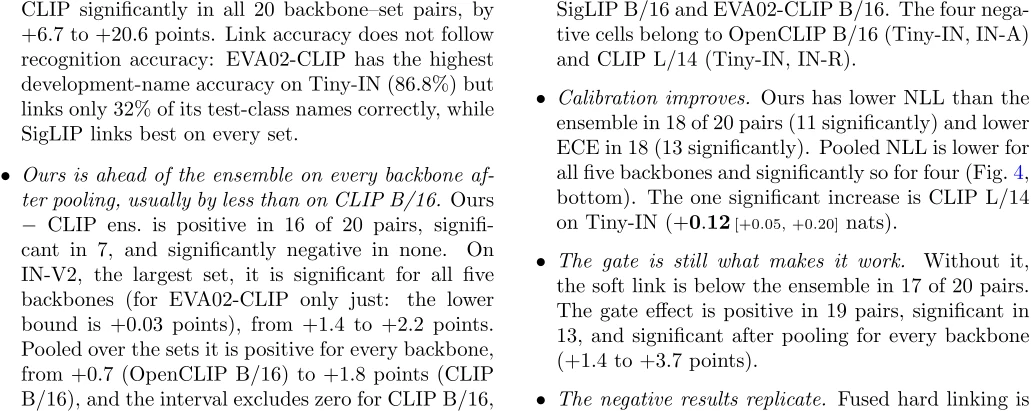 CLIP significantly in all 20 backbone–set pairs, by
+6.7 to +20.6 points. Link accuracy does not follow
recognition accuracy: EVA02-CLIP has the highest
development-name accuracy on Tiny-IN (86.8%) but
links only 32% of its test-class names correctly, while
SigLIP links best on every set.
• Ours is ahead of the ensemble on every backbone af-
ter pooling, usually by less than on CLIP B/16. Ours
− CLIP ens. is positive in 16 of 20 pairs, signifi-
cant in 7, and significantly negative in none. On
IN-V2, the largest set, it is significant for all five
backbones (for EVA02-CLIP only just: the lower
bound is +0.03 points), from +1.4 to +2.2 points.
Pooled over the sets it is positive for every backbone,
from +0.7 (OpenCLIP B/16) to +1.8 points (CLIP
B/16), and the interval excludes zero for CLIP B/16,
SigLIP B/16 and EVA02-CLIP B/16. The four nega-
tive cells belong to OpenCLIP B/16 (Tiny-IN, IN-A)
and CLIP L/14 (Tiny-IN, IN-R).
• Calibration improves. Ours has lower NLL than the
ensemble in 18 of 20 pairs (11 significantly) and lower
ECE in 18 (13 significantly). Pooled NLL is lower for
all five backbones and significantly so for four (Fig. 4,
bottom). The one significant increase is CLIP L/14
on Tiny-IN (+0.12 [+0.05, +0.20] nats).
• The gate is still what makes it work. Without it,
the soft link is below the ensemble in 17 of 20 pairs.
The gate effect is positive in 19 pairs, significant in
13, and significant after pooling for every backbone
(+1.4 to +3.7 points).
• The negative results replicate. Fused hard linking is